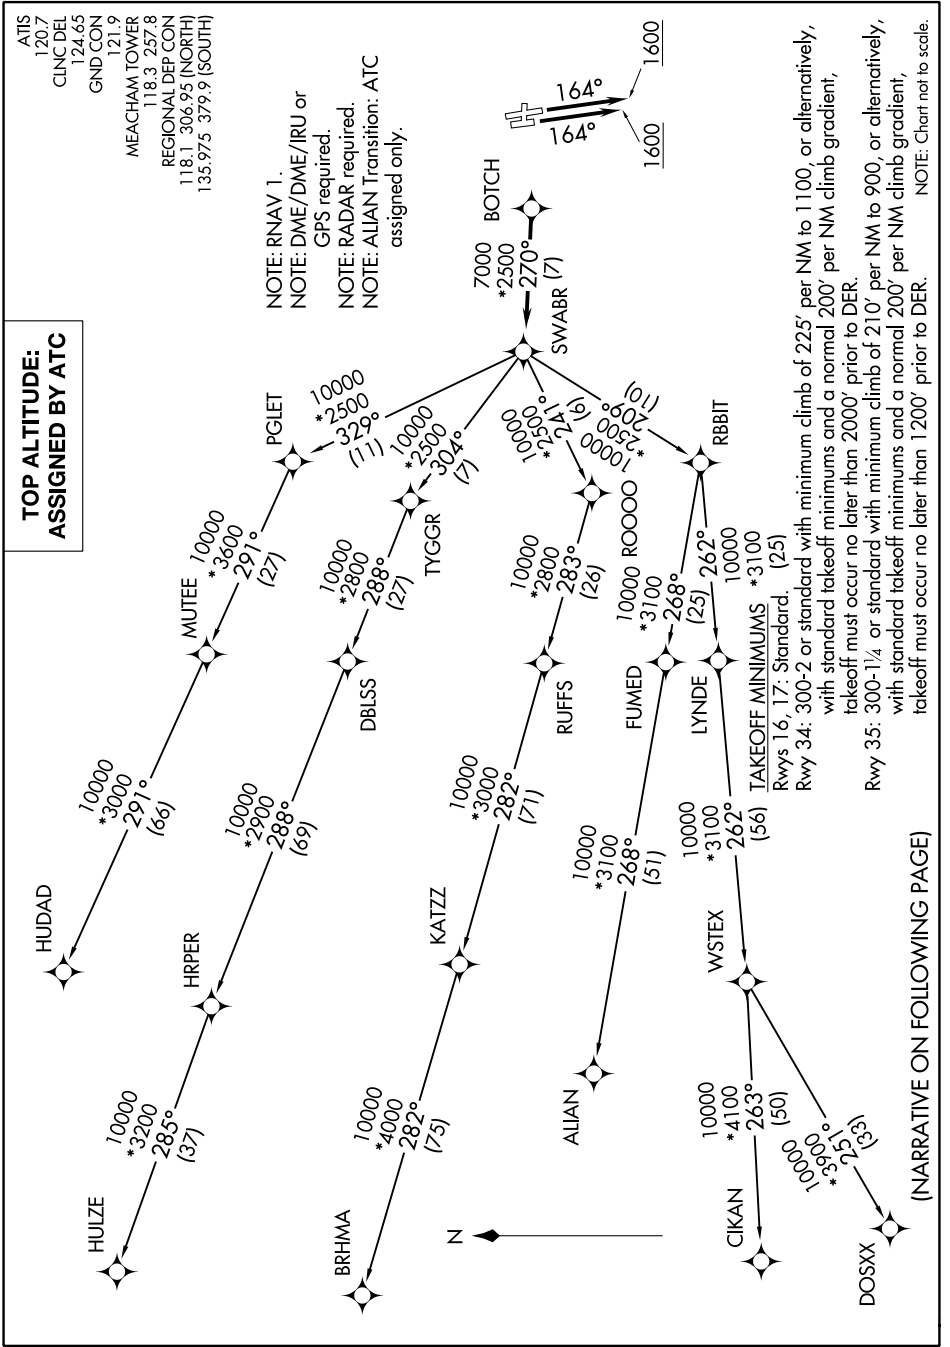 TOP ALTITUDE:
ASSIGNED BY ATC
ATIS
120.7
CLNC DEL
124.65
GND CON
121.9
MEACHAM TOWER
118.3 257.8
REGIONAL DEP CON
118.1 306.95 (NORTH)
135.975 379.9 (SOUTH)
NOTE: RNAV 1.
NOTE: DME/DME/IRU or
GPS required.
NOTE: RADAR required.
NOTE: ALIAN Transition: ATC
assigned only.
HULZE
10000
*3200
285°
(37)
HRPER
10000
*2900
288°
(69)
DBLSS
10000
*2800
288°
(27)
TYGGR
10000
*2500
304°
(7)
HUDAD
10000
*3000
291°
(66)
MUTEE
10000
*3600
291°
(27)
PGLET
10000
*2500
329°
(11)
BRHMA
10000
*4000
282°
(75)
KATZZ
10000
*3000
282°
(71)
RUFFS
10000
*2800
283°
(26)
ROOOO
10000
*2500
241°
(6)
SWABR
7000
*2500
270°
(7)
BOTCH
164°
164°
1600
1600
N
ALIAN
10000
*3100
268°
(51)
FUMED
10000
*3100
268°
(25)
RBBIT
10000
*2500
209°
(10)
CIKAN
10000
*4100
263°
(50)
WSTEX
10000
*3100
262°
(56)
LYNDE
262°
10000
*3100
(25)
DOSXX
10000
*3900
251°
(33)
TAKEOFF MINIMUMS
Rwys 16, 17: Standard.
Rwy 34: 300-2 or standard with minimum climb of 225' per NM to 1100, or alternatively,
with standard takeoff minimums and a normal 200' per NM climb gradient,
takeoff must occur no later than 2000' prior to DER.
Rwy 35: 300-1¼ or standard with minimum climb of 210' per NM to 900, or alternatively,
with standard takeoff minimums and a normal 200' per NM climb gradient,
takeoff must occur no later than 1200' prior to DER.
NOTE: Chart not to scale.
(NARRATIVE ON FOLLOWING PAGE)